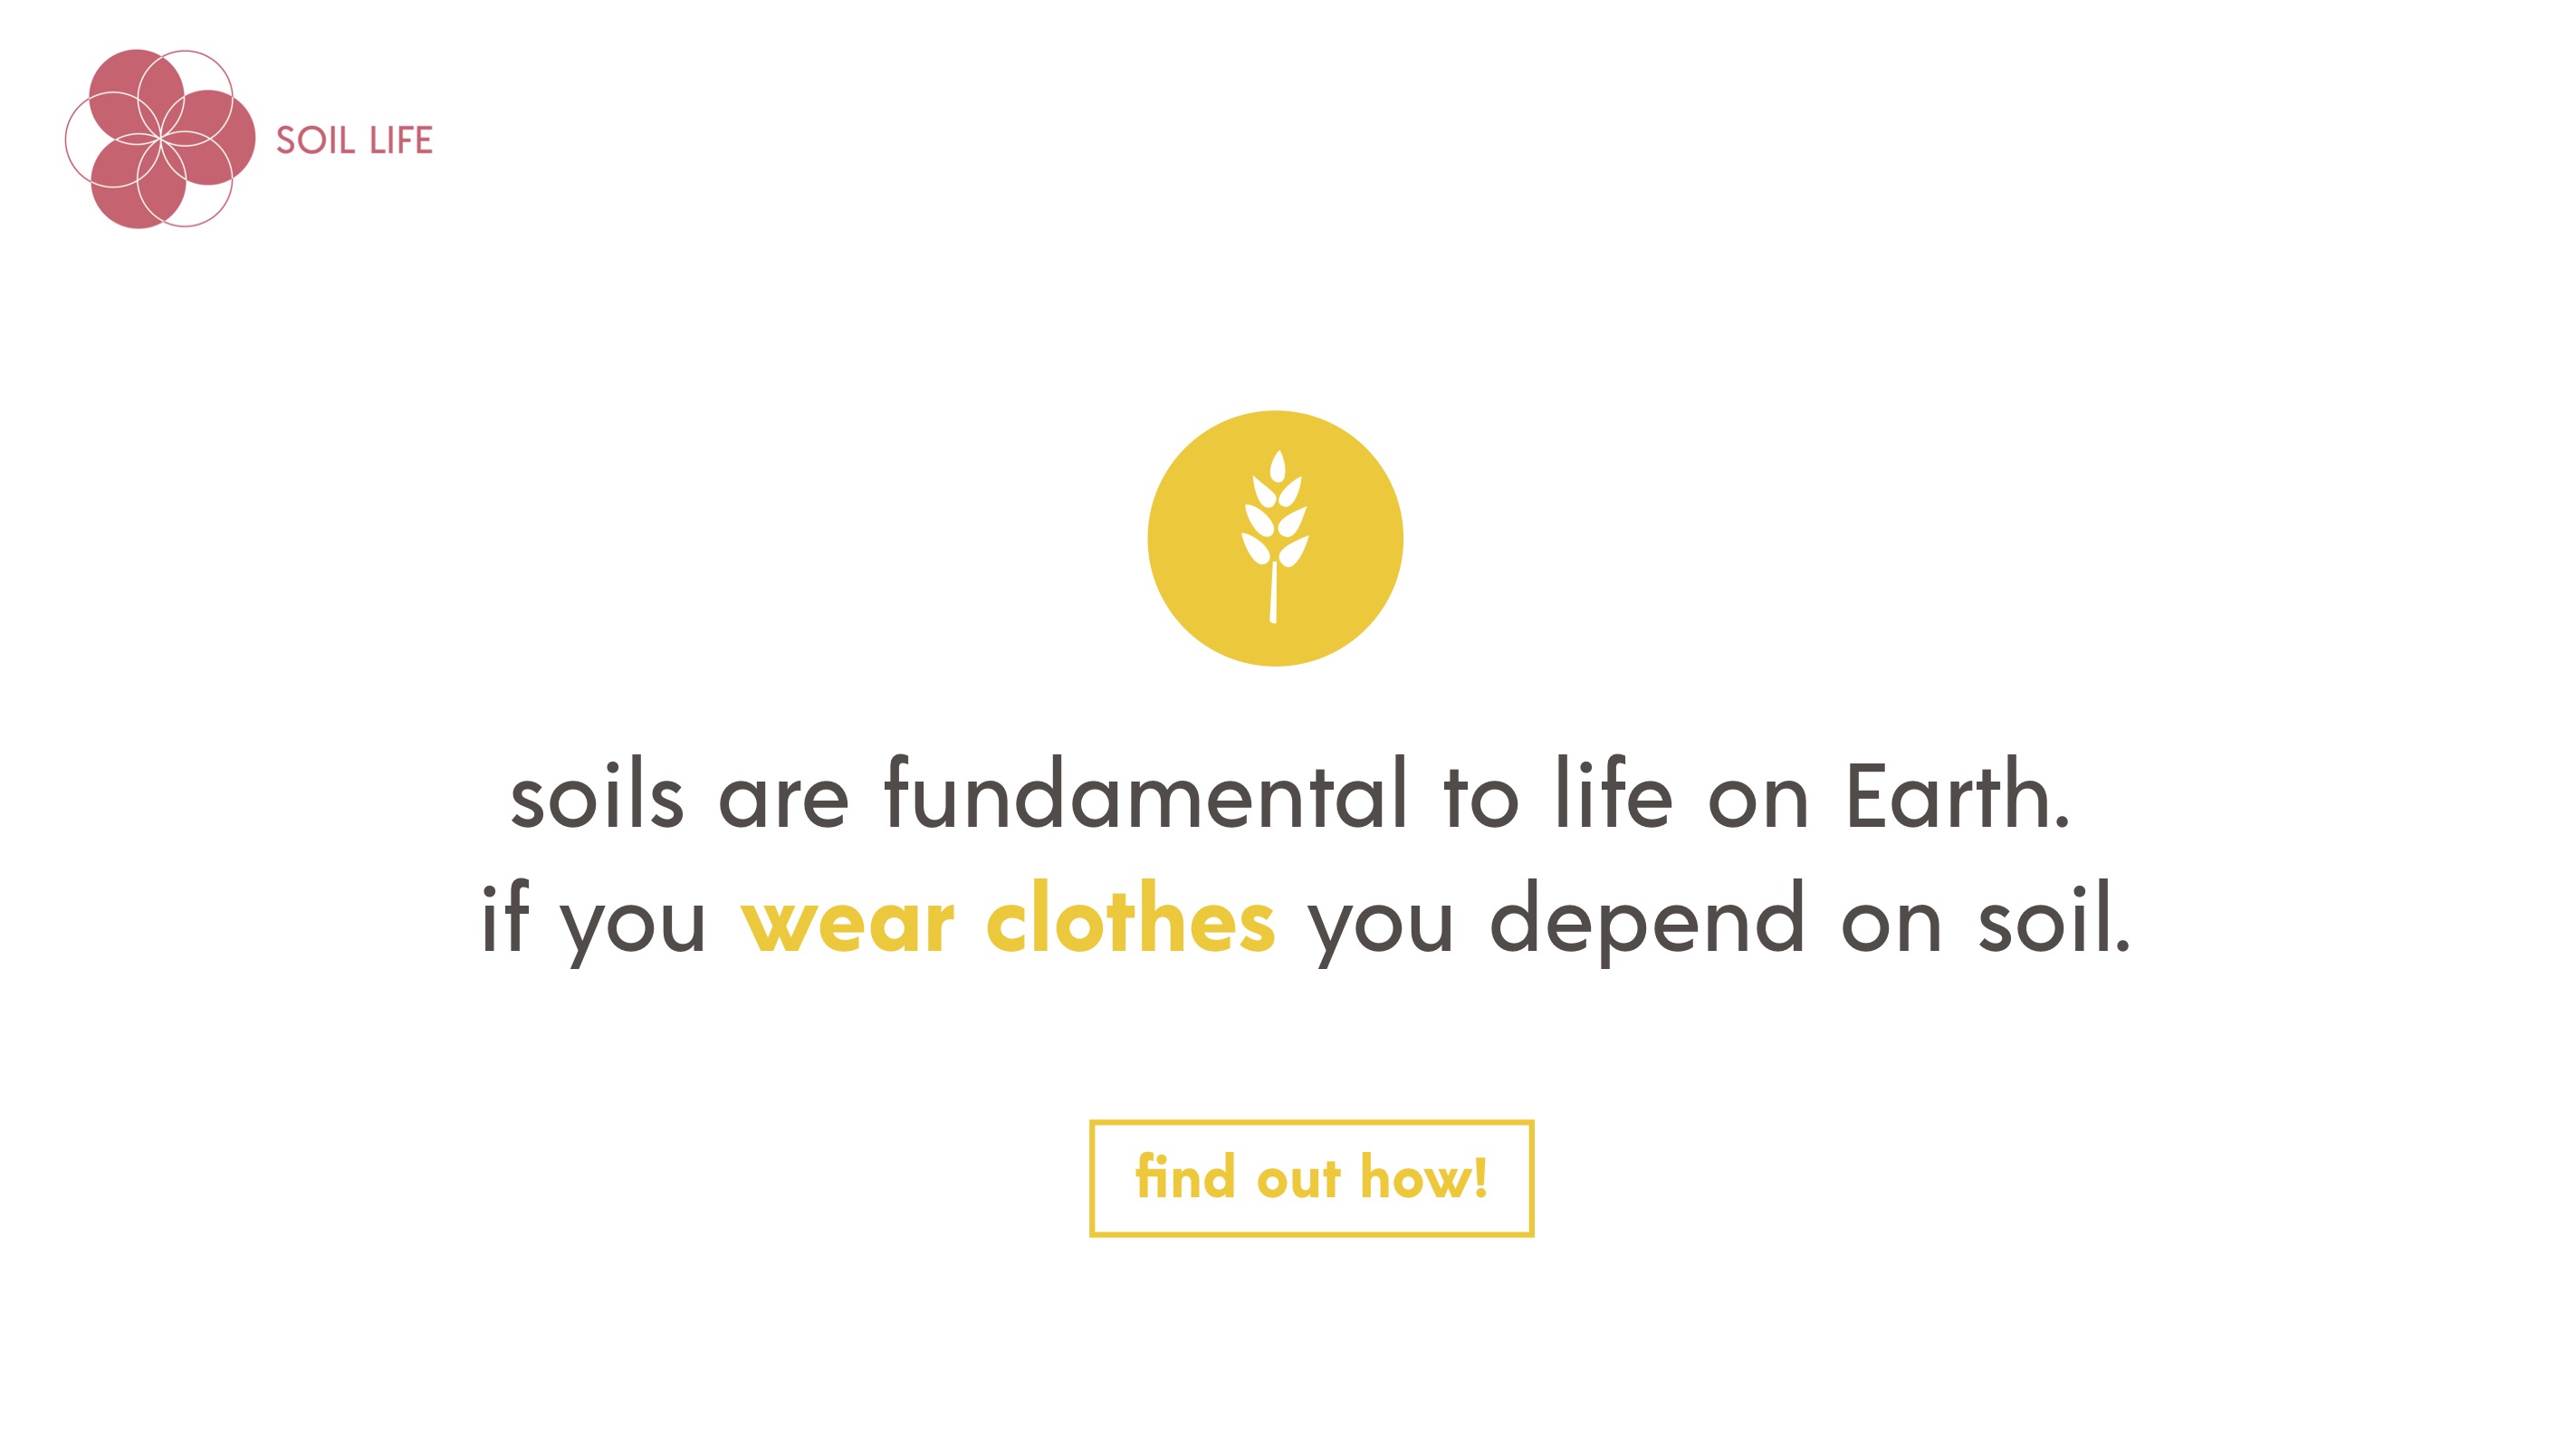 SOIL LIFE
soils are fundamental to life on Earth.
if you wear clothes you depend on soil.
find out how!